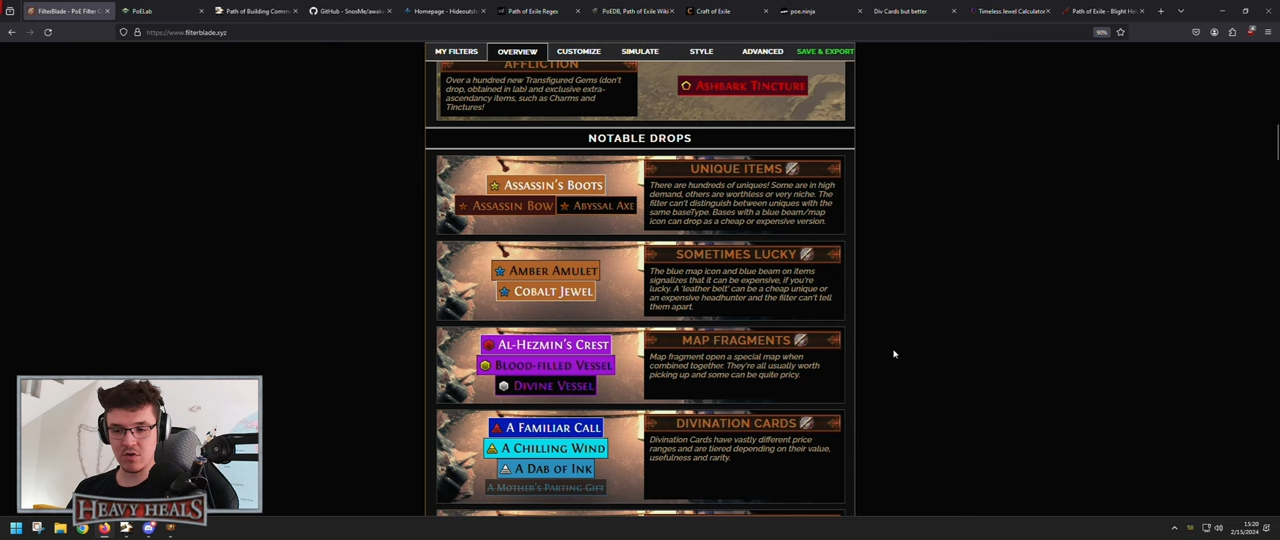 FilterBlade - PoE Filter C
PoELab
Path of Building Comm
GitHub - SnosMe/awak
Homepage - Hideouts
Path of Exile Regex
PoEDB, Path of Exile Wiki
Craft of Exile
poe.ninja
Div Cards but better
Timeless Jewel Calculator
Path of Exile - Blight He
https://www.filterblade.xyz
90%
MY FILTERS
OVERVIEW
CUSTOMIZE
SIMULATE
STYLE
ADVANCED
SAVE & EXPORT
AFFLICTION
Over a hundred new Transfigured Gems (don't
drop, obtained in lab) and exclusive extra-
ascendancy items, such as Charms and
Tinctures!
ASHBARK TINCTURE
NOTABLE DROPS
ASSASSIN'S BOOTS
ASSASSIN BOW
ABYSSAL AXE
UNIQUE ITEMS
There are hundreds of uniques! Some are in high
demand, others are worthless or very niche. The
filter can't distinguish between uniques with the
same baseType. Bases with a blue beam/map
icon can drop as a cheap or expensive version.
AMBER AMULET
COBALT JEWEL
SOMETIMES LUCKY
The blue map icon and blue beam on items
signalizes that it can be expensive, if you're
lucky. A 'leather belt' can be a cheap unique or
an expensive headhunter and the filter can't tell
them apart.
AL-HEZMIN'S CREST
BLOOD-FILLED VESSEL
DIVINE VESSEL
MAP FRAGMENTS
Map fragment open a special map when
combined together. They're all usually worth
picking up and some can be quite pricy.
A FAMILIAR CALL
A CHILLING WIND
A DAB OF INK
A MOTHER'S PARTING GIFT
DIVINATION CARDS
Divination Cards have vastly different price
ranges and are tiered depending on their value,
usefulness and rarity.
HEAVY HEALS
15:20
2/15/2024